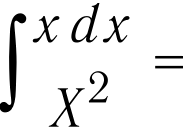 ∫ x dx
X² =